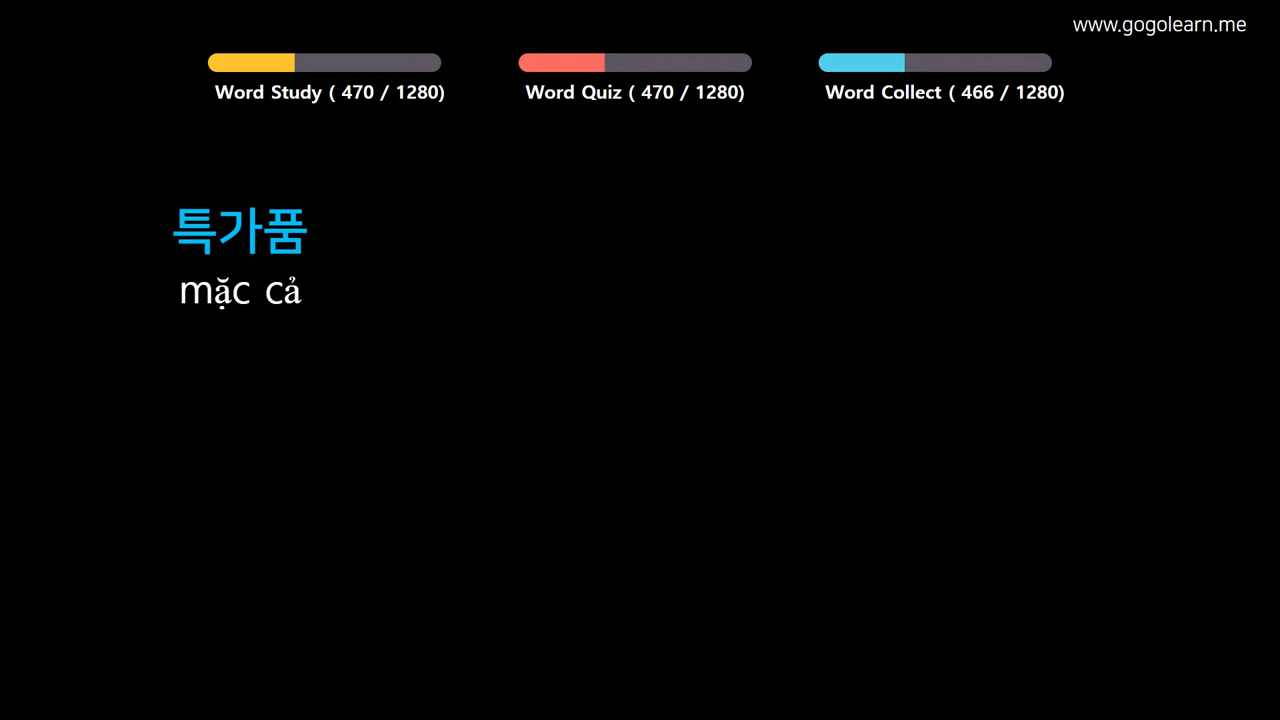 www.gogolearn.me
Word Study ( 470 / 1280)
Word Quiz ( 470 / 1280)
Word Collect ( 466 / 1280)
특가품
mặc cả